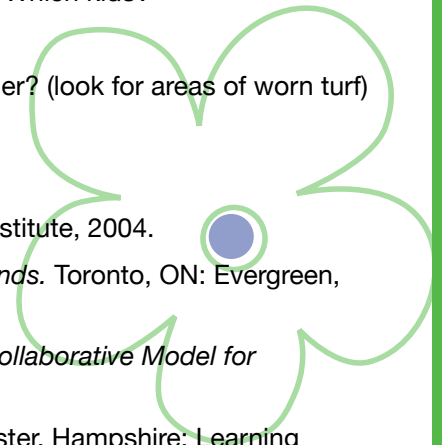 er? (look for areas of worn turf)
stitute, 2004.
nds. Toronto, ON: Evergreen,
ollaborative Model for
ster, Hampshire: Learning